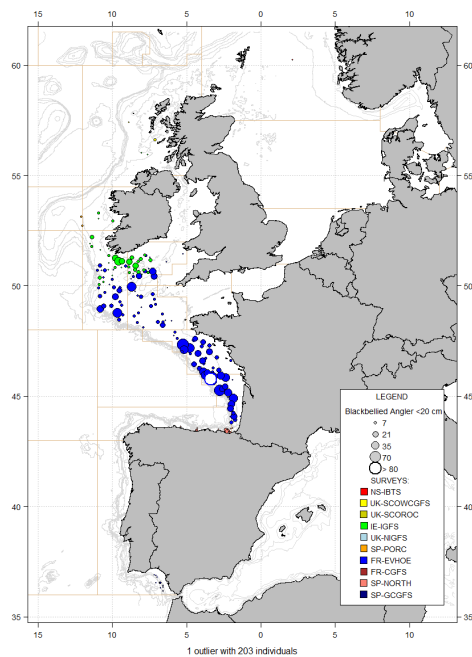 15 10 5 0 5 10
60 60
55 55
50 50
45 45
40 40
35 35
LEGEND
Blackbellied Angler <20 cm
7
21
35
70
> 80
SURVEYS:
NS-IBTS
UK-SCOWCGFS
UK-SCOROC
IE-IGFS
UK-NIGFS
SP-PORC
FR-EVHOE
FR-CGFS
SP-NORTH
SP-GCGFS
15 10 5 0 5 10
1 outlier with 203 individuals